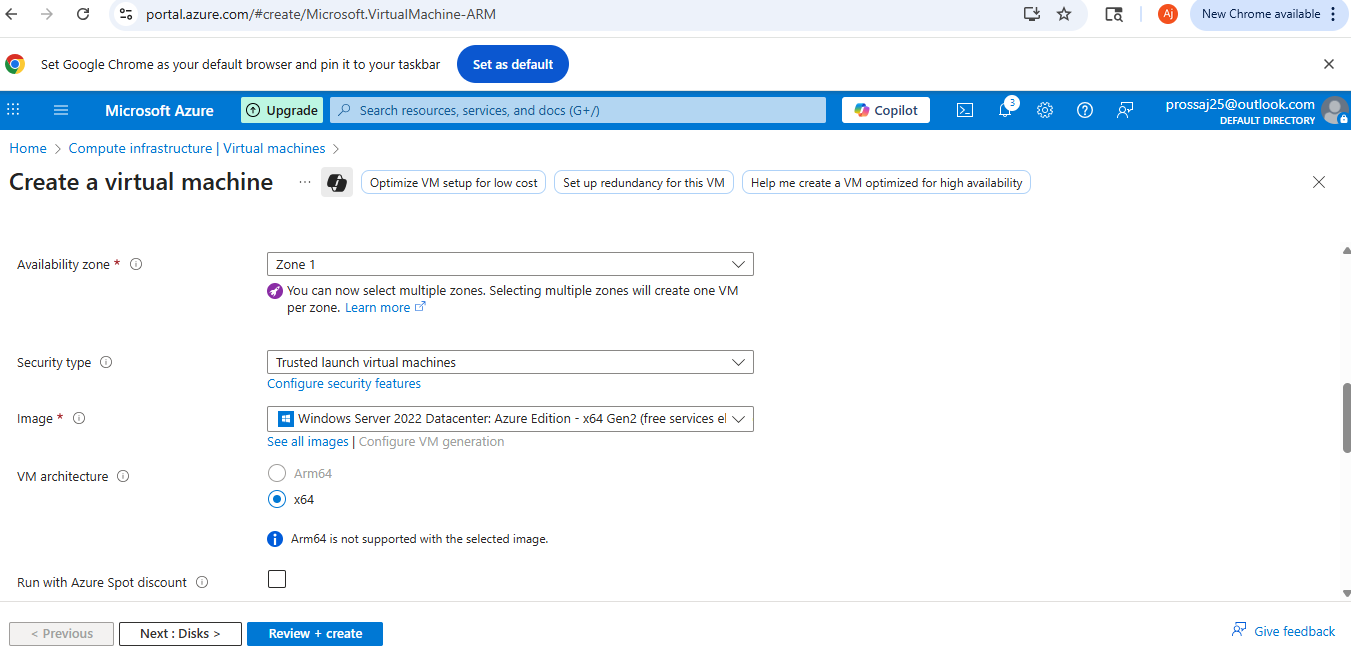 portal.azure.com/#create/Microsoft.VirtualMachine-ARM
Aj
New Chrome available
Set Google Chrome as your default browser and pin it to your taskbar
Set as default
Microsoft Azure
Upgrade
Search resources, services, and docs (G+/)
Copilot
3
prossaj25@outlook.com
DEFAULT DIRECTORY
Home > Compute infrastructure | Virtual machines >
Create a virtual machine
...
Optimize VM setup for low cost
Set up redundancy for this VM
Help me create a VM optimized for high availability
Availability zone *
Zone 1
You can now select multiple zones. Selecting multiple zones will create one VM
per zone. Learn more
Security type
Trusted launch virtual machines
Configure security features
Image *
Windows Server 2022 Datacenter: Azure Edition - x64 Gen2 (free services el
See all images | Configure VM generation
VM architecture
Arm64
x64
Arm64 is not supported with the selected image.
Run with Azure Spot discount
< Previous
Next : Disks >
Review + create
Give feedback